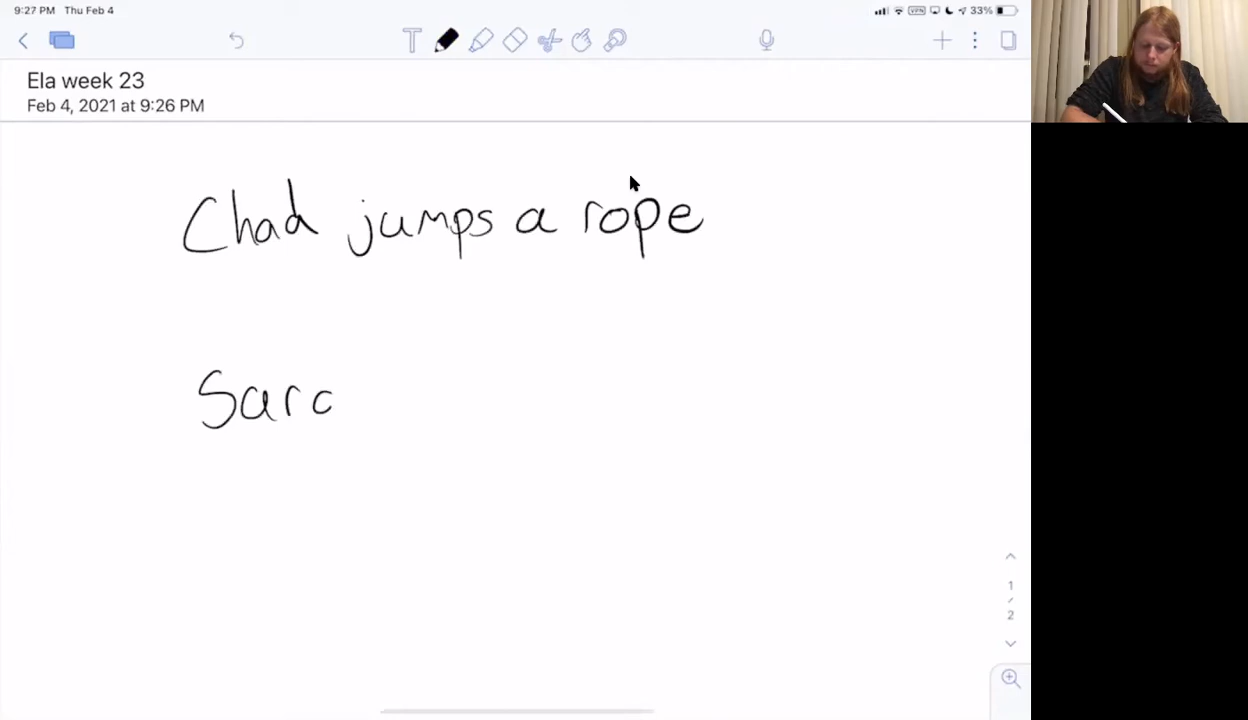 9:27 PM Thu Feb 4
VPN 33%
T
Ela week 23
Feb 4, 2021 at 9:26 PM
Chad jumps a rope
Sarc
1
/
2